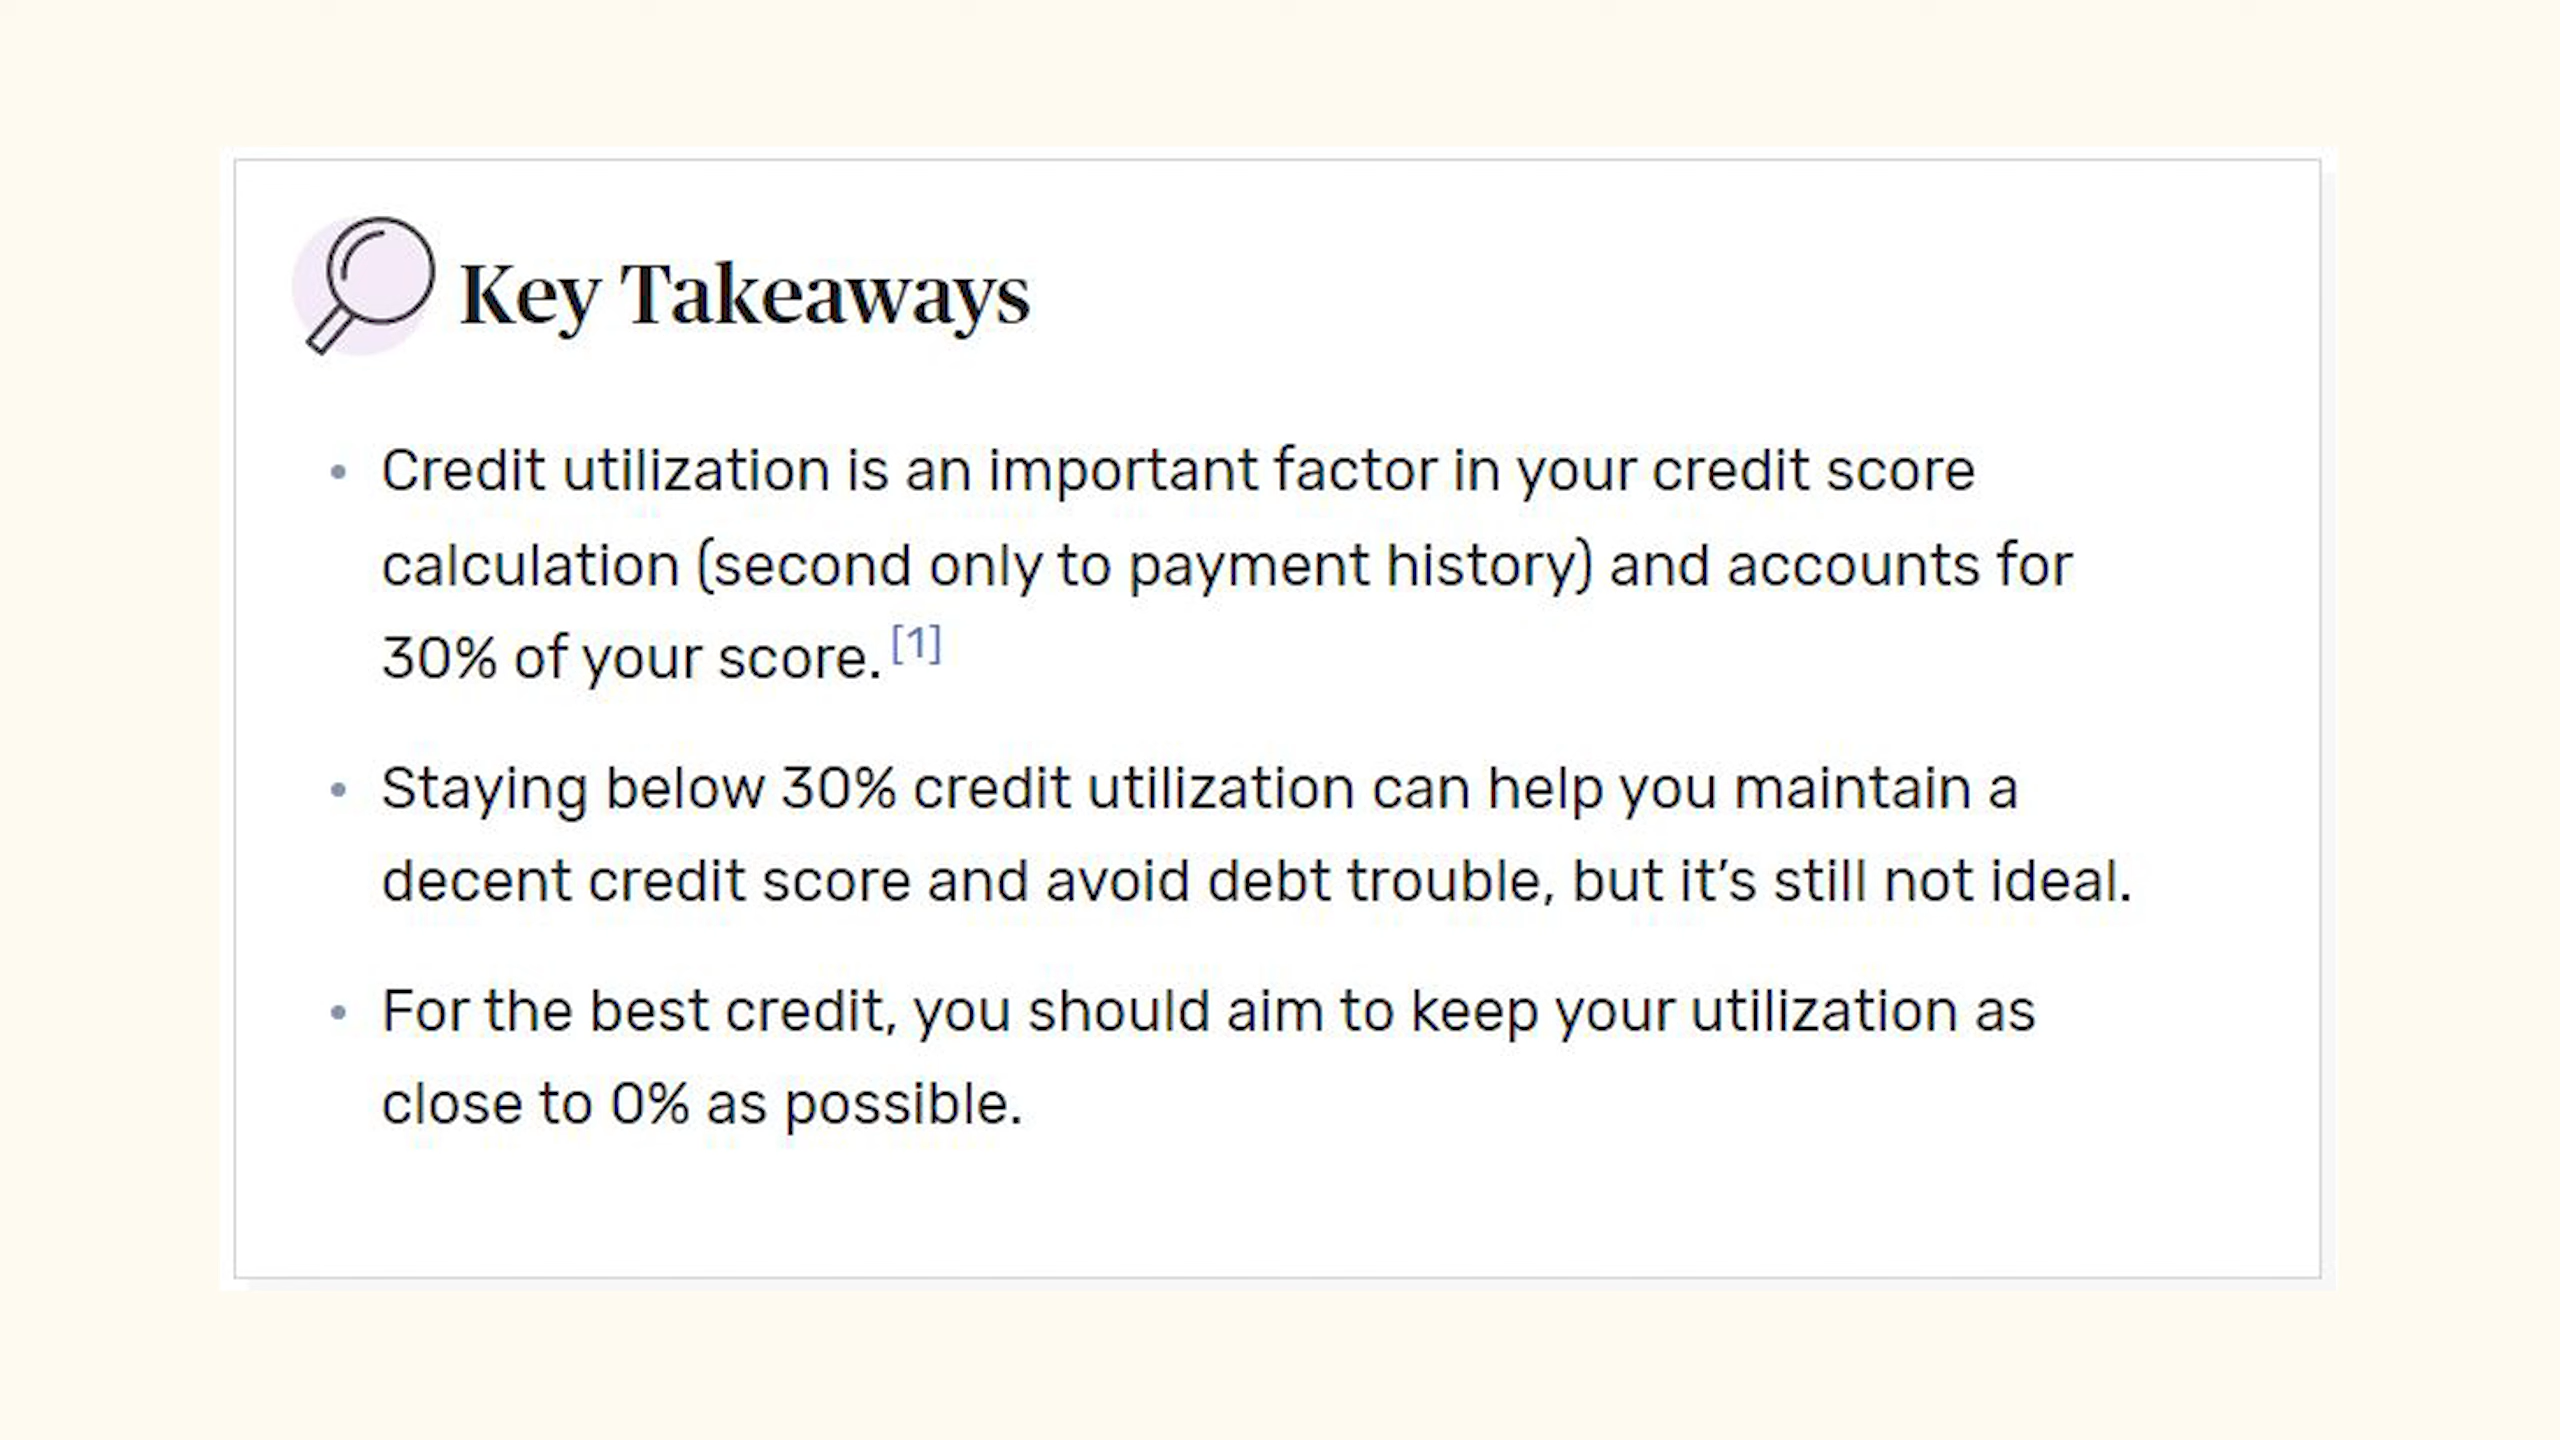 Key Takeaways
• Credit utilization is an important factor in your credit score
calculation (second only to payment history) and accounts for
30% of your score. [1]
• Staying below 30% credit utilization can help you maintain a
decent credit score and avoid debt trouble, but it’s still not ideal.
• For the best credit, you should aim to keep your utilization as
close to 0% as possible.